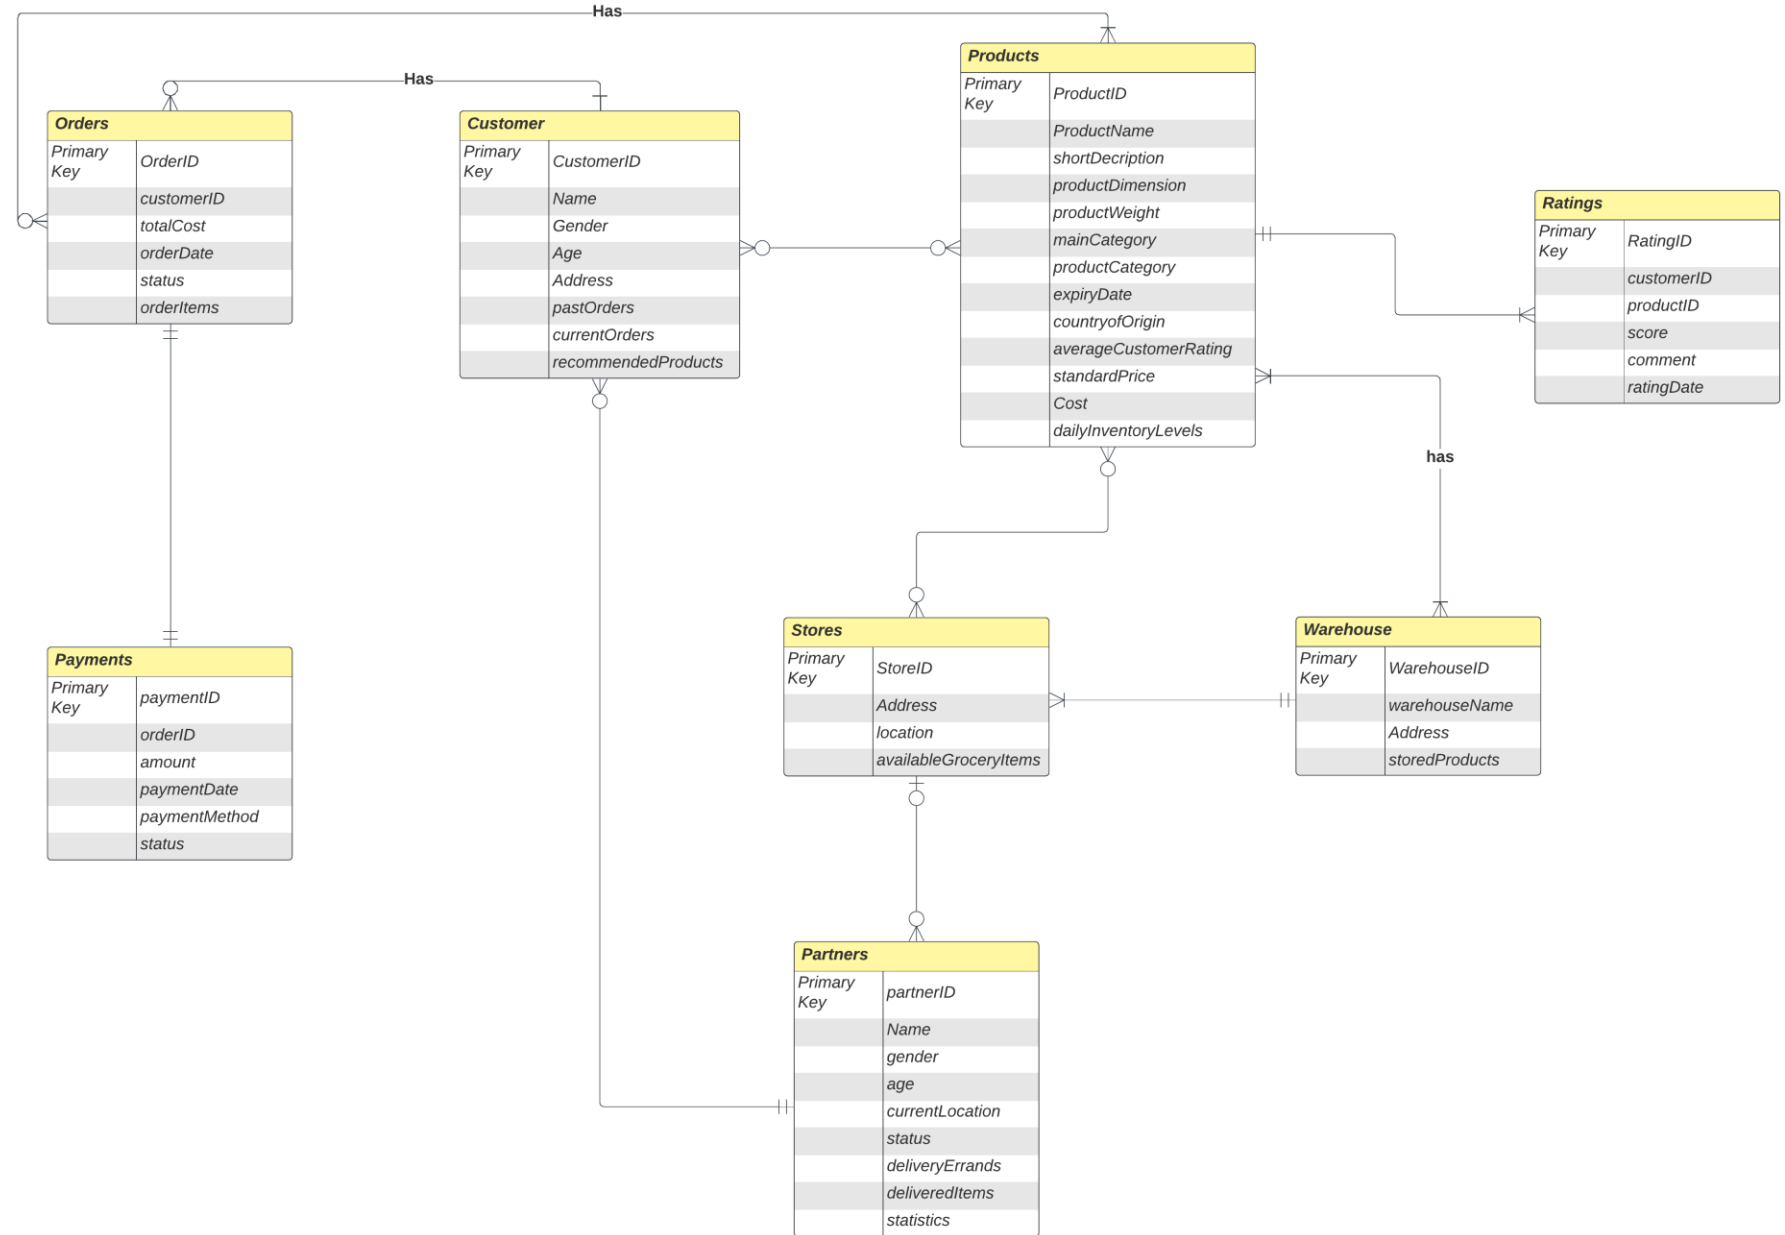 Has
Has
Products
Primary
Key
ProductID
ProductName
shortDecription
productDimension
productWeight
mainCategory
productCategory
expiryDate
countryofOrigin
averageCustomerRating
standardPrice
Cost
dailyInventoryLevels
Orders
Primary
Key
OrderID
customerID
totalCost
orderDate
status
orderItems
Customer
Primary
Key
CustomerID
Name
Gender
Age
Address
pastOrders
currentOrders
recommendedProducts
Ratings
Primary
Key
RatingID
customerID
productID
score
comment
ratingDate
has
Payments
Primary
Key
paymentID
orderID
amount
paymentDate
paymentMethod
status
Stores
Primary
Key
StoreID
Address
location
availableGroceryItems
Warehouse
Primary
Key
WarehouseID
warehouseName
Address
storedProducts
Partners
Primary
Key
partnerID
Name
gender
age
currentLocation
status
deliveryErrands
deliveredItems
statistics